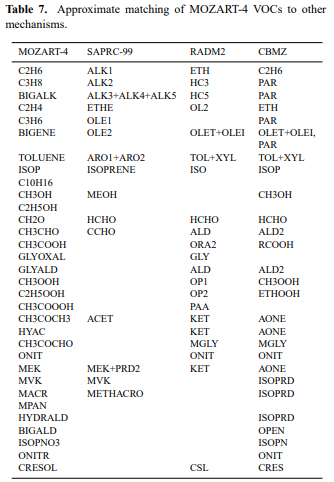 Table 7. Approximate matching of MOZART-4 VOCs to other
mechanisms.
MOZART-4 SAPRC-99 RADM2 CBMZ
C2H6 ALK1 ETH C2H6
C3H8 ALK2 HC3 PAR
BIGALK ALK3+ALK4+ALK5 HC5 PAR
C2H4 ETHE OL2 ETH
C3H6 OLE1 PAR
BIGENE OLE2 OLET+OLEI OLET+OLEI,
PAR
TOLUENE ARO1+ARO2 TOL+XYL TOL+XYL
ISOP ISOPRENE ISO ISOP
C10H16
CH3OH MEOH CH3OH
C2H5OH
CH2O HCHO HCHO HCHO
CH3CHO CCHO ALD ALD2
CH3COOH ORA2 RCOOH
GLYOXAL GLY
GLYALD ALD ALD2
CH3OOH OP1 CH3OOH
C2H5OOH OP2 ETHOOH
CH3COOOH PAA
CH3COCH3 ACET KET AONE
HYAC KET AONE
CH3COCHO MGLY MGLY
ONIT ONIT ONIT
MEK MEK+PRD2 KET AONE
MVK MVK ISOPRD
MACR METHACRO ISOPRD
MPAN
HYDRALD ISOPRD
BIGALD OPEN
ISOPNO3 ISOPN
ONITR ONIT
CRESOL CSL CRES